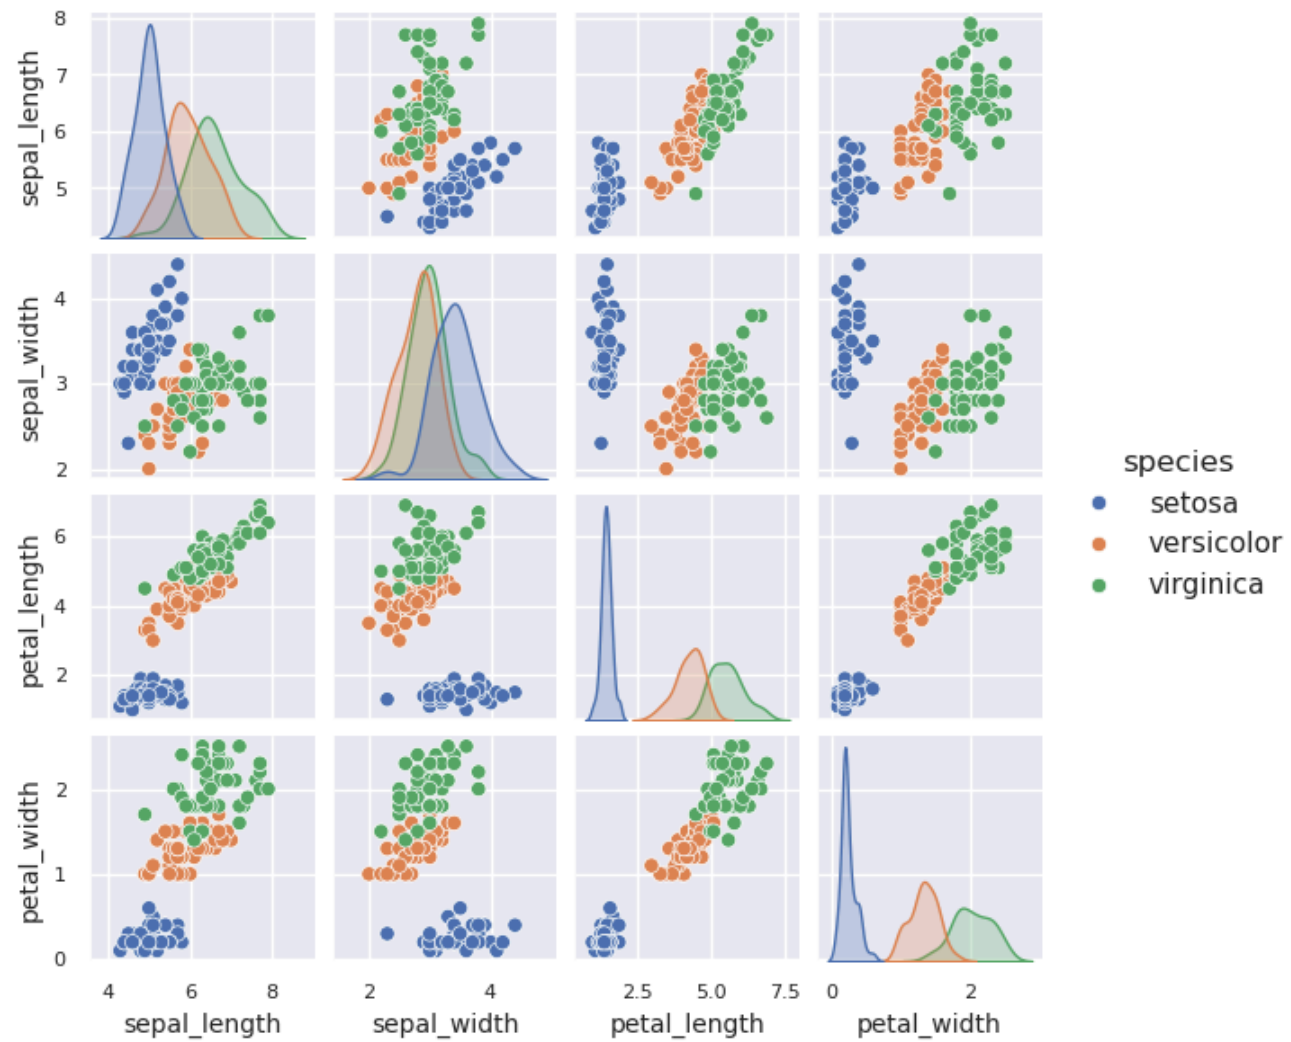 sepal_length
8
7
6
5
sepal_width
4
3
2
petal_length
6
4
2
petal_width
2
1
0
4 6 8
2 4
2.5 5.0 7.5
0 2
sepal_length
sepal_width
petal_length
petal_width
species
setosa
versicolor
virginica